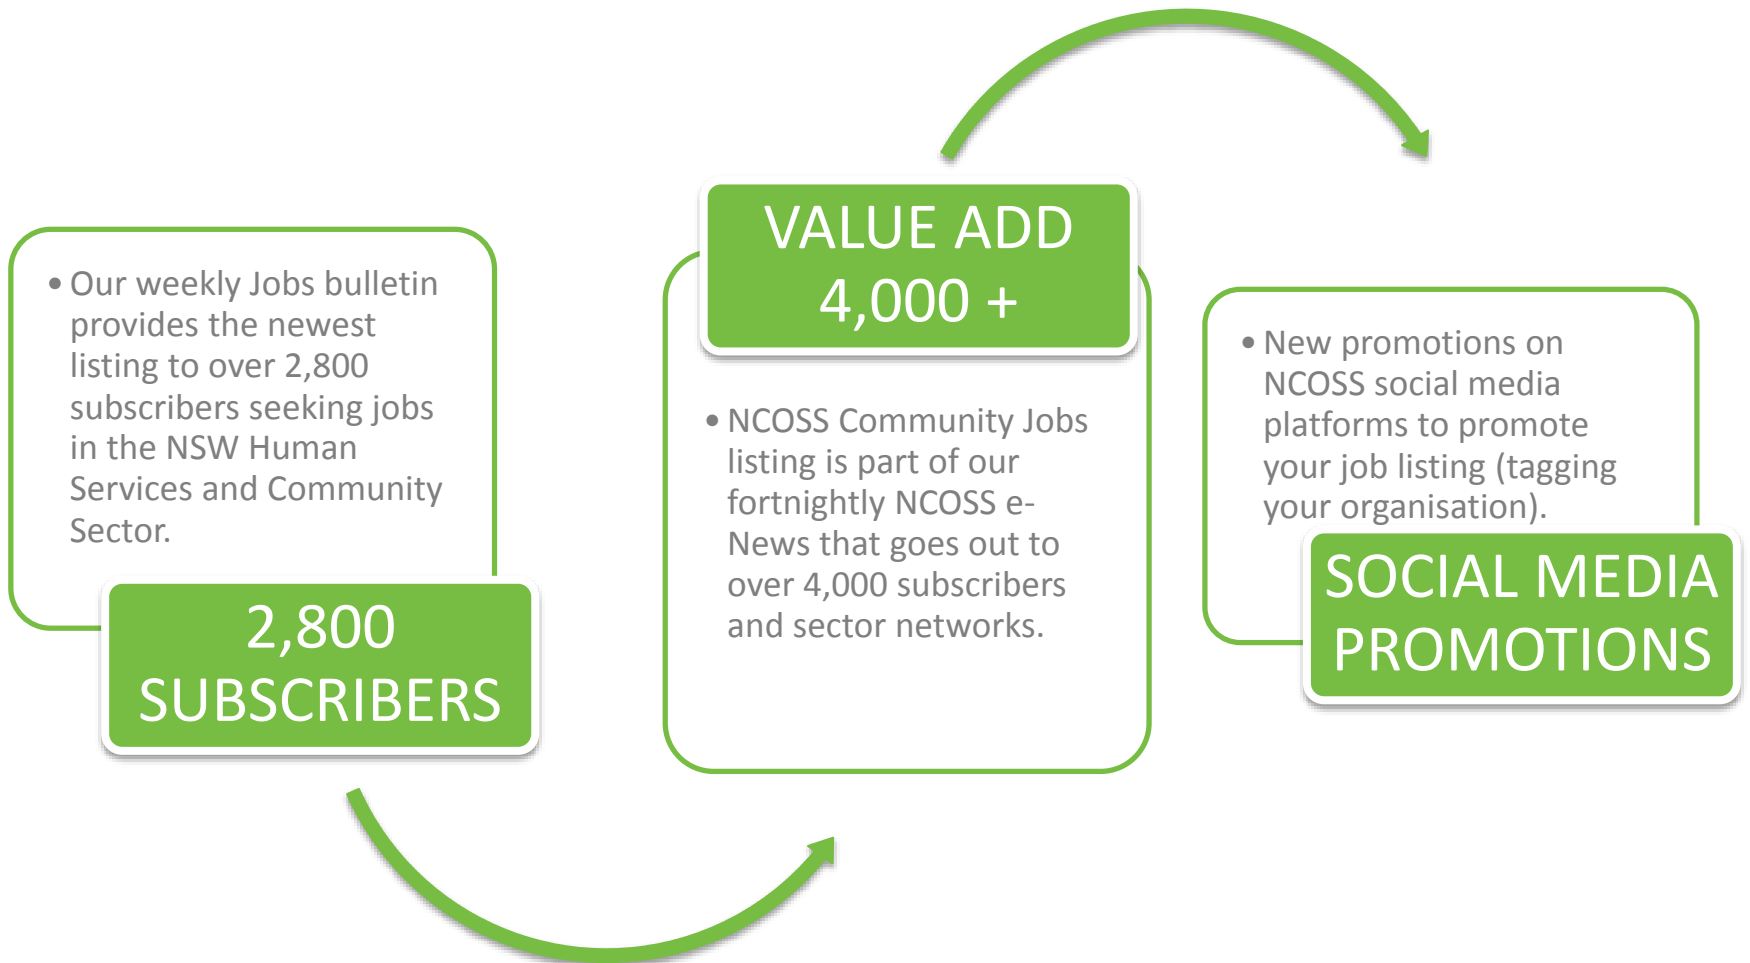 • Our weekly Jobs bulletin
provides the newest
listing to over 2,800
subscribers seeking jobs
in the NSW Human
Services and Community
Sector.
2,800
SUBSCRIBERS
VALUE ADD
4,000 +
• NCOSS Community Jobs
listing is part of our
fortnightly NCOSS e-
News that goes out to
over 4,000 subscribers
and sector networks.
• New promotions on
NCOSS social media
platforms to promote
your job listing (tagging
your organisation).
SOCIAL MEDIA
PROMOTIONS